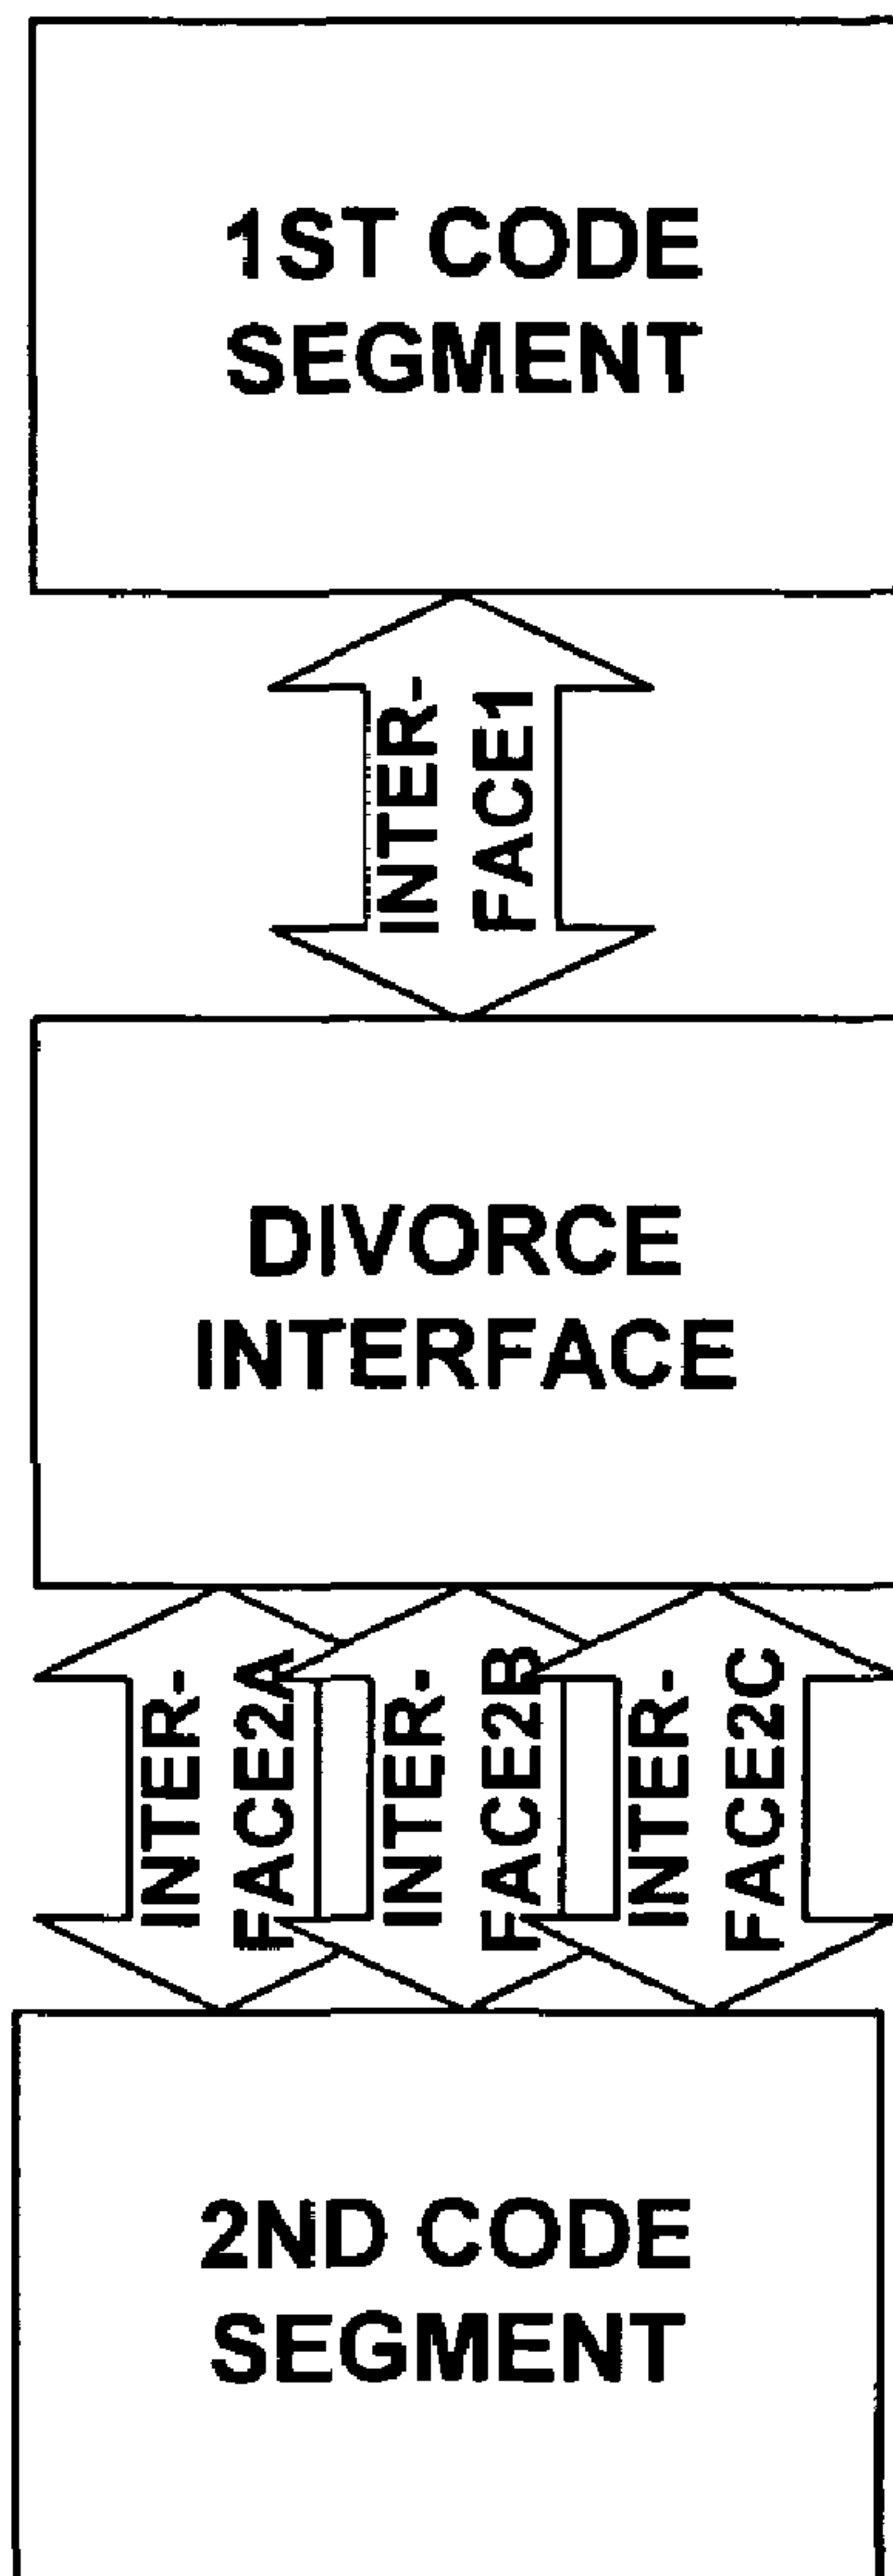 1ST CODE
SEGMENT
INTER-
FACE1
DIVORCE
INTERFACE
INTER-
FACE2A
INTER-
FACE2B
INTER-
FACE2C
2ND CODE
SEGMENT